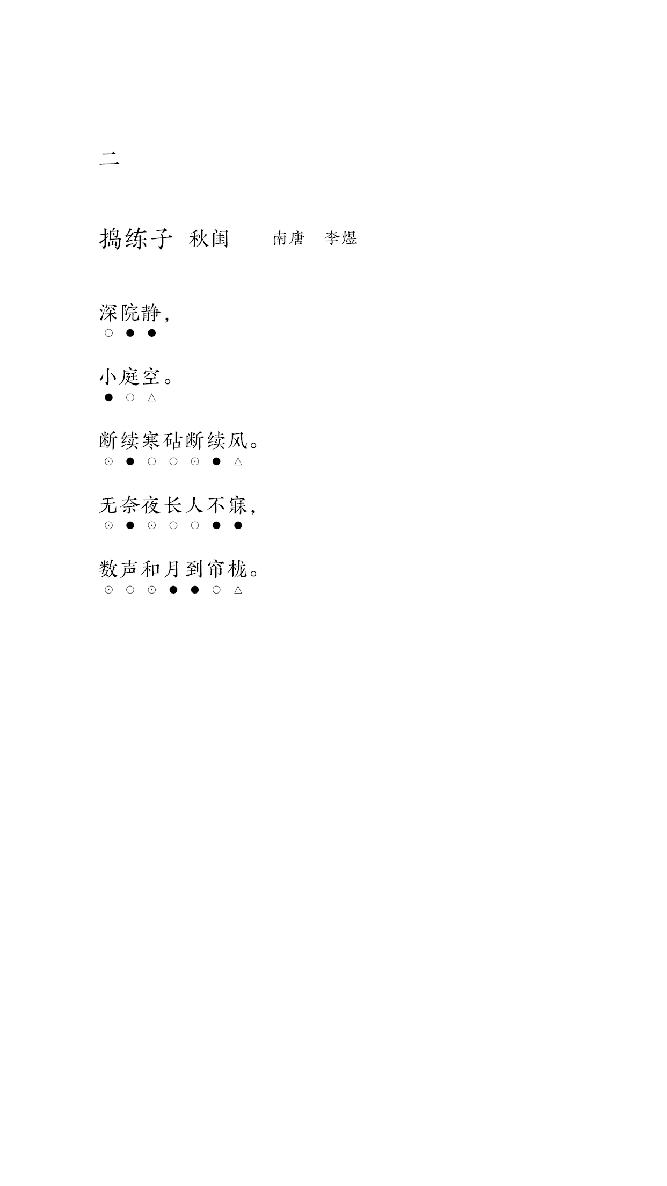 二
捣练子 秋闺 南唐 李煜
深院静，
○ ● ●
小庭空。
● ○ △
断续寒砧断续风。
⊙ ● ○ ○ ⊙ ● △
无奈夜长人不寐，
⊙ ● ⊙ ○ ○ ● ●
数声和月到帘栊。
⊙ ○ ⊙ ● ● ○ △